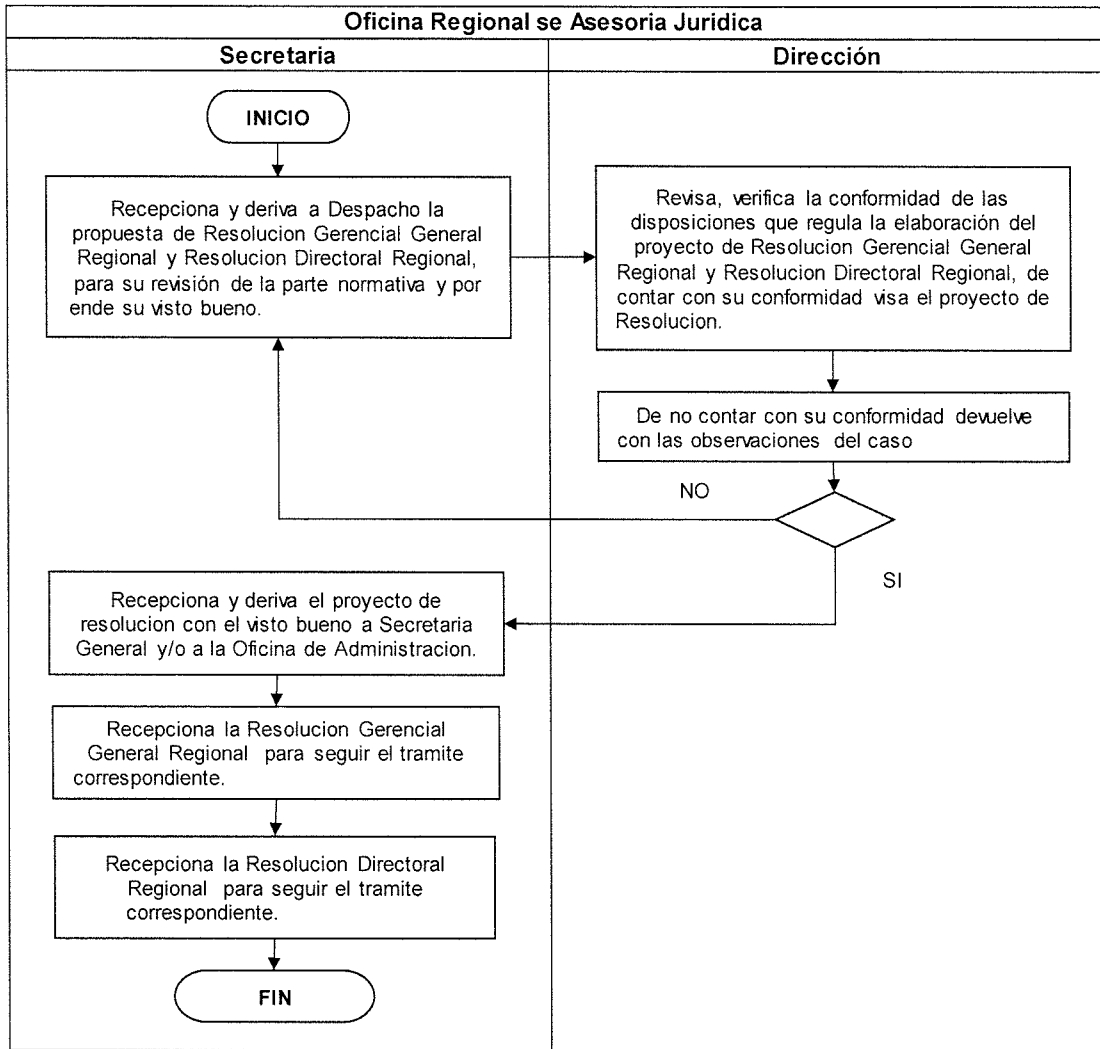 Oficina Regional se Asesoria Juridica
Secretaria
Dirección
INICIO
Recepciona y deriva a Despacho la
propuesta de Resolucion Gerencial General
Regional y Resolucion Directoral Regional,
para su revisión de la parte normativa y por
ende su visto bueno.
Revisa, verifica la conformidad de las
disposiciones que regula la elaboración del
proyecto de Resolucion Gerencial General
Regional y Resolucion Directoral Regional, de
contar con su conformidad visa el proyecto de
Resolucion.
De no contar con su conformidad devuelve
con las observaciones del caso
NO
SI
Recepciona y deriva el proyecto de
resolucion con el visto bueno a Secretaria
General y/o a la Oficina de Administracion.
Recepciona la Resolucion Gerencial
General Regional para seguir el tramite
correspondiente.
Recepciona la Resolucion Directoral
Regional para seguir el tramite
correspondiente.
FIN